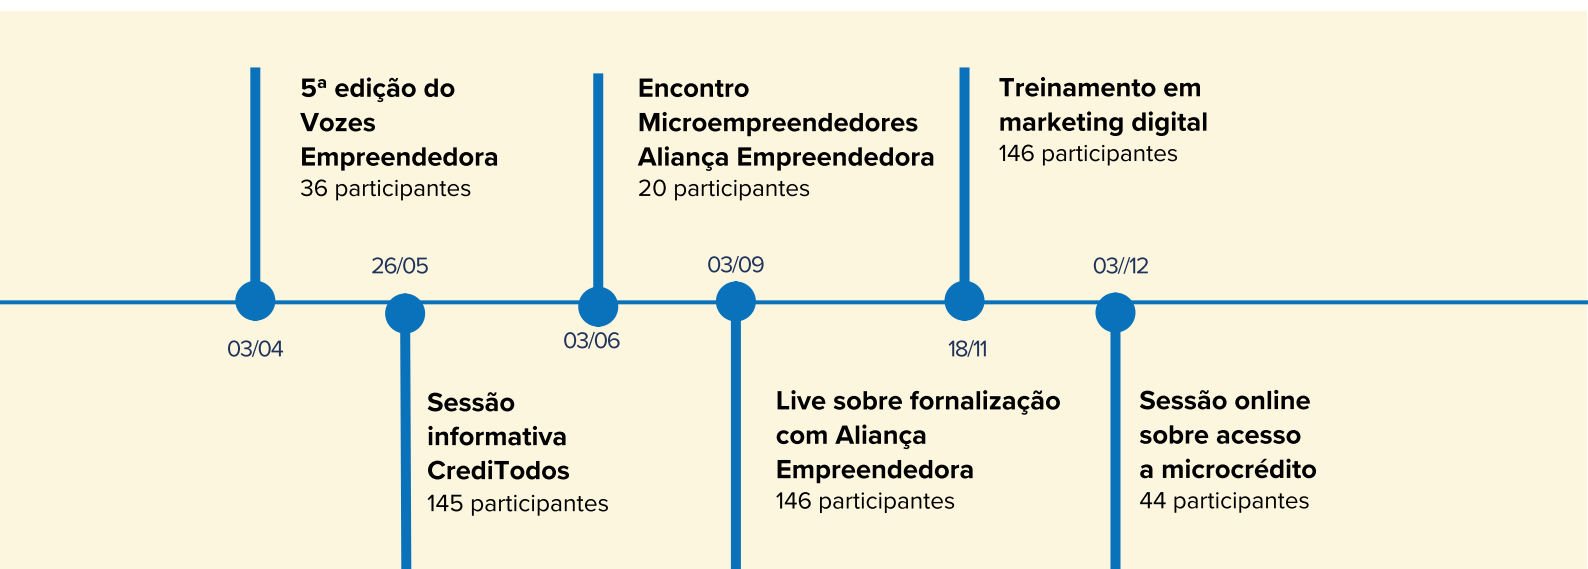 5ª edição do
Vozes
Empreendedora
36 participantes
03/04
26/05
Sessão
informativa
CrediTodos
145 participantes
Encontro
Microempreendedores
Aliança Empreendedora
20 participantes
03/06
03/09
Live sobre fornalização
com Aliança
Empreendedora
146 participantes
Treinamento em
marketing digital
146 participantes
18/11
03//12
Sessão online
sobre acesso
a microcrédito
44 participantes